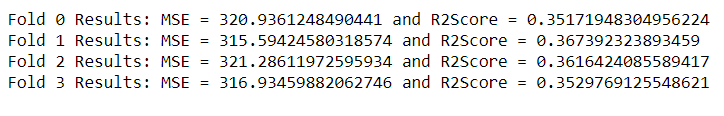 Fold 0 Results: MSE = 320.9361248490441 and R2Score = 0.35171948304956224
Fold 1 Results: MSE = 315.59424580318574 and R2Score = 0.367392323893459
Fold 2 Results: MSE = 321.28611972595934 and R2Score = 0.3616424085589417
Fold 3 Results: MSE = 316.93459882062746 and R2Score = 0.3529769125548621